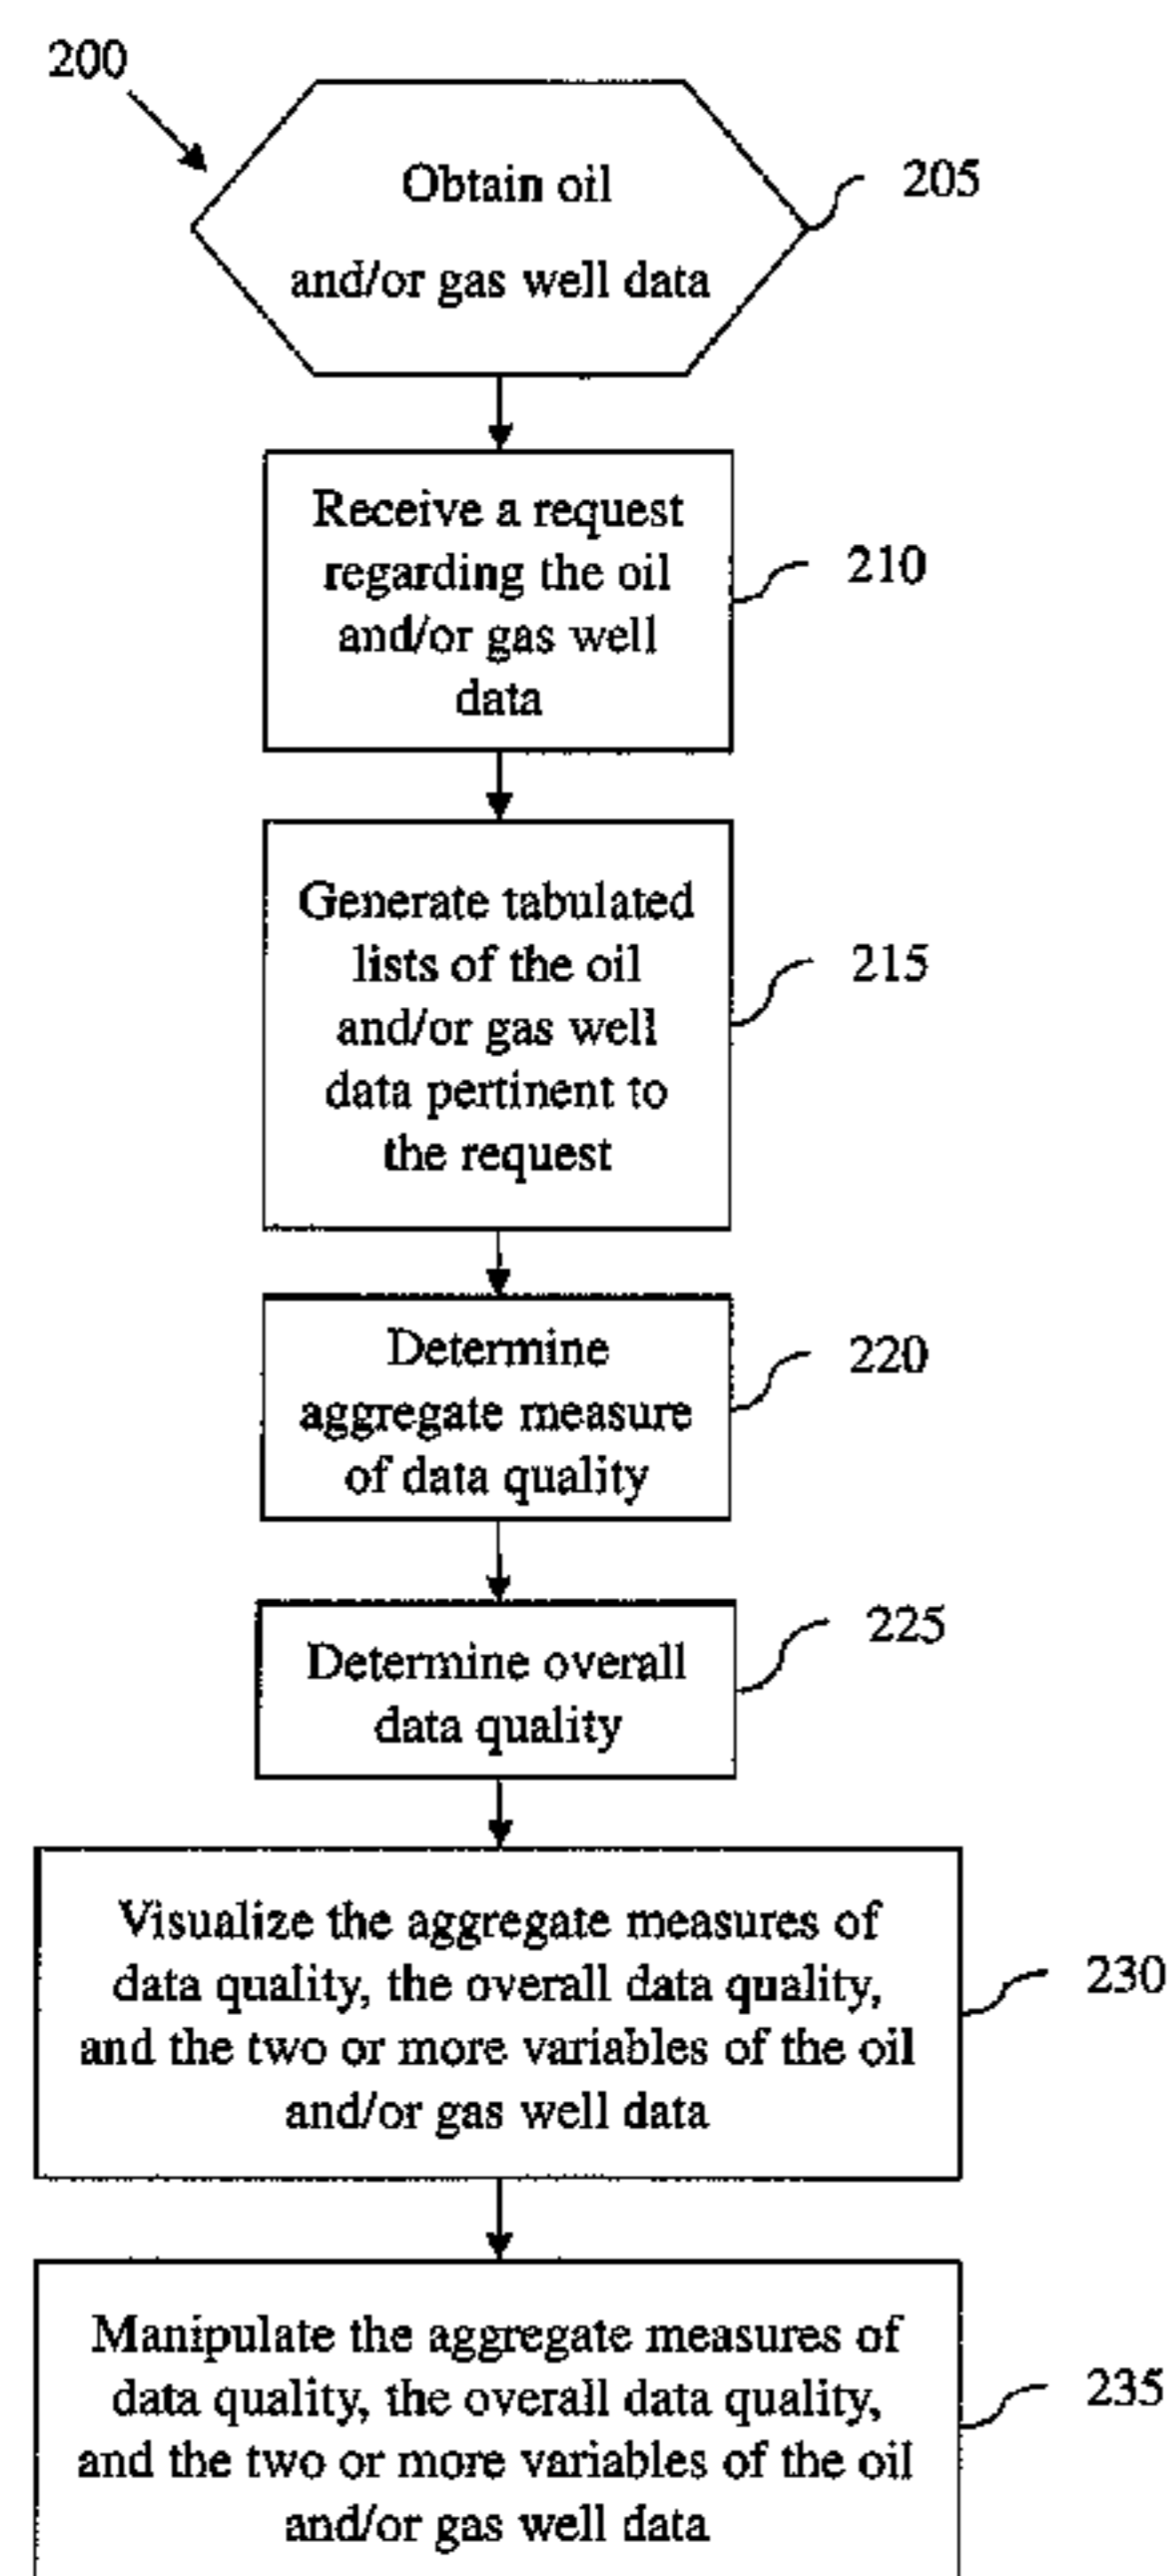 200
Obtain oil
and/or gas well data
205
Receive a request
regarding the oil
and/or gas well
data
210
Generate tabulated
lists of the oil
and/or gas well
data pertinent to
the request
215
Determine
aggregate measure
of data quality
220
Determine overall
data quality
225
Visualize the aggregate measures of
data quality, the overall data quality,
and the two or more variables of the oil
and/or gas well data
230
Manipulate the aggregate measures of
data quality, the overall data quality,
and the two or more variables of the oil
and/or gas well data
235